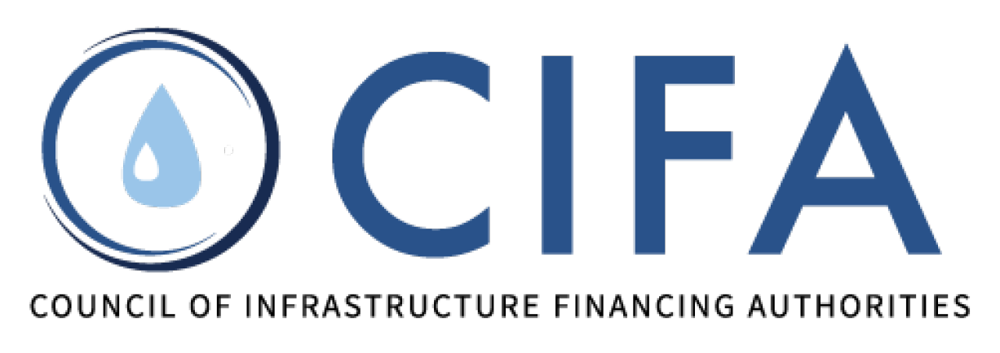 CIFA
COUNCIL OF INFRASTRUCTURE FINANCING AUTHORITIES